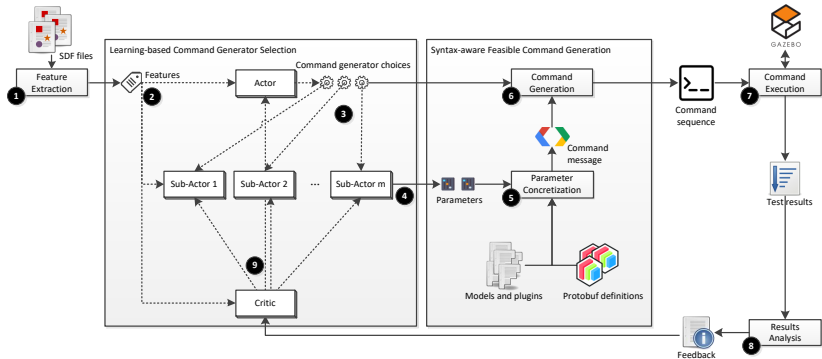 SDF files
Feature
Extraction
1
Learning-based Command Generator Selection
Features
2
Actor
Command generator choices
3
Sub-Actor 1
Sub-Actor 2
...
Sub-Actor m
4
9
Critic
Syntax-aware Feasible Command Generation
Command
Generation
6
Command
message
Parameters
Parameter
Concretization
5
Models and plugins
Protobuf definitions
Command
sequence
GAZEBO
Command
Execution
7
Test results
Results
Analysis
8
Feedback